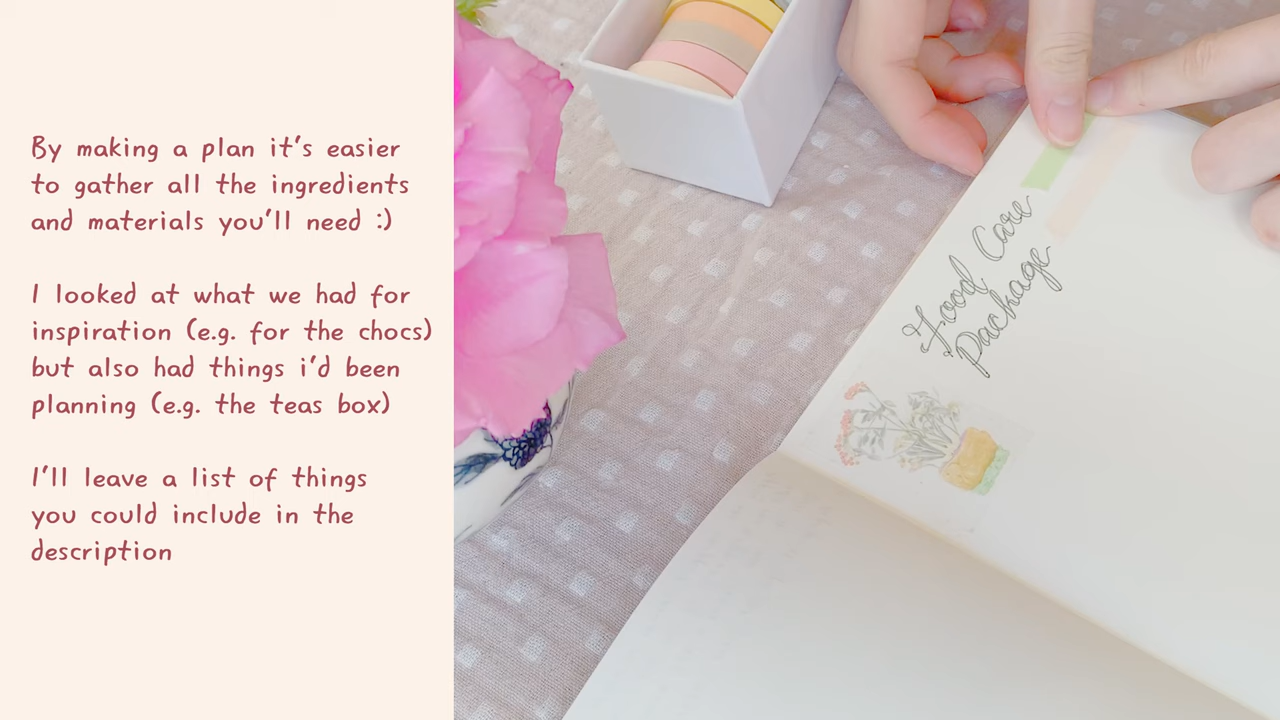 By making a plan it's easier
to gather all the ingredients
and materials you'll need :)
I looked at what we had for
inspiration (e.g. for the chocs)
but also had things i'd been
planning (e.g. the teas box)
I'll leave a list of things
you could include in the
description
Food Care
Package